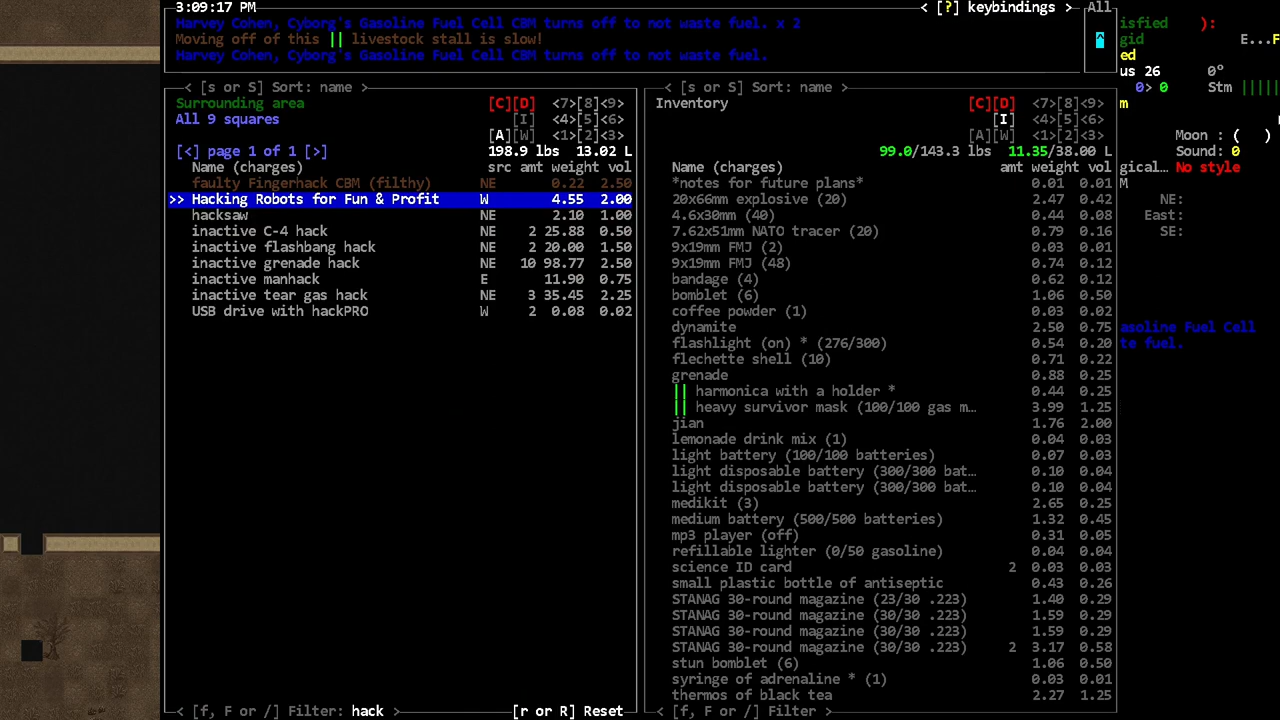 3:09:17 PM < [?] keybindings > All
Harvey Cohen, Cyborg's Gasoline Fuel Cell CBM turns off to not waste fuel. x 2 isfied ):
Moving off of this || livestock stall is slow! gid E...F
Harvey Cohen, Cyborg's Gasoline Fuel Cell CBM turns off to not waste fuel. ed
us 26 0°
< [s or S] Sort: name > < [s or S] Sort: name > 0> 0 Stm |||||
Surrounding area [C][D] <7>[8]<9> Inventory [C][D] <7>[8]<9> m
All 9 squares [I] <4>[5]<6> [I] <4>[5]<6>
[A][W] <1>[2]<3> [A][W] <1>[2]<3> Moon : ( )
[<] page 1 of 1 [>] 198.9 lbs 13.02 L 99.0/143.3 lbs 11.35/38.00 L Sound: 0
Name (charges) src amt weight vol Name (charges) amt weight vol gical… No style
faulty Fingerhack CBM (filthy) NE 0.22 2.50 *notes for future plans* 0.01 0.01 M
>> Hacking Robots for Fun & Profit W 4.55 2.00 20x66mm explosive (20) 2.47 0.42 NE:
hacksaw NE 2.10 1.00 4.6x30mm (40) 0.44 0.08 East:
inactive C-4 hack NE 2 25.88 0.50 7.62x51mm NATO tracer (20) 0.79 0.16 SE:
inactive flashbang hack NE 2 20.00 1.50 9x19mm FMJ (2) 0.03 0.01
inactive grenade hack NE 10 98.77 2.50 9x19mm FMJ (48) 0.74 0.12
inactive manhack E 11.90 0.75 bandage (4) 0.62 0.12
inactive tear gas hack NE 3 35.45 2.25 bomblet (6) 1.06 0.50
USB drive with hackPRO W 2 0.08 0.02 coffee powder (1) 0.03 0.02
dynamite 2.50 0.75 asoline Fuel Cell
flashlight (on) * (276/300) 0.54 0.20 te fuel.
flechette shell (10) 0.71 0.22
grenade 0.88 0.25
|| harmonica with a holder * 0.44 0.25
|| heavy survivor mask (100/100 gas m… 3.99 1.25
jian 1.76 2.00
lemonade drink mix (1) 0.04 0.03
light battery (100/100 batteries) 0.07 0.03
light disposable battery (300/300 bat… 0.10 0.04
light disposable battery (300/300 bat… 0.10 0.04
medikit (3) 2.65 0.25
medium battery (500/500 batteries) 1.32 0.45
mp3 player (off) 0.31 0.05
refillable lighter (0/50 gasoline) 0.04 0.04
science ID card 2 0.03 0.03
small plastic bottle of antiseptic 0.43 0.26
STANAG 30-round magazine (23/30 .223) 1.40 0.29
STANAG 30-round magazine (30/30 .223) 1.59 0.29
STANAG 30-round magazine (30/30 .223) 1.59 0.29
STANAG 30-round magazine (30/30 .223) 2 3.17 0.58
stun bomblet (6) 1.06 0.50
syringe of adrenaline * (1) 0.03 0.01
thermos of black tea 2.27 1.25
< [f, F or /] Filter: hack > [r or R] Reset < [f, F or /] Filter >